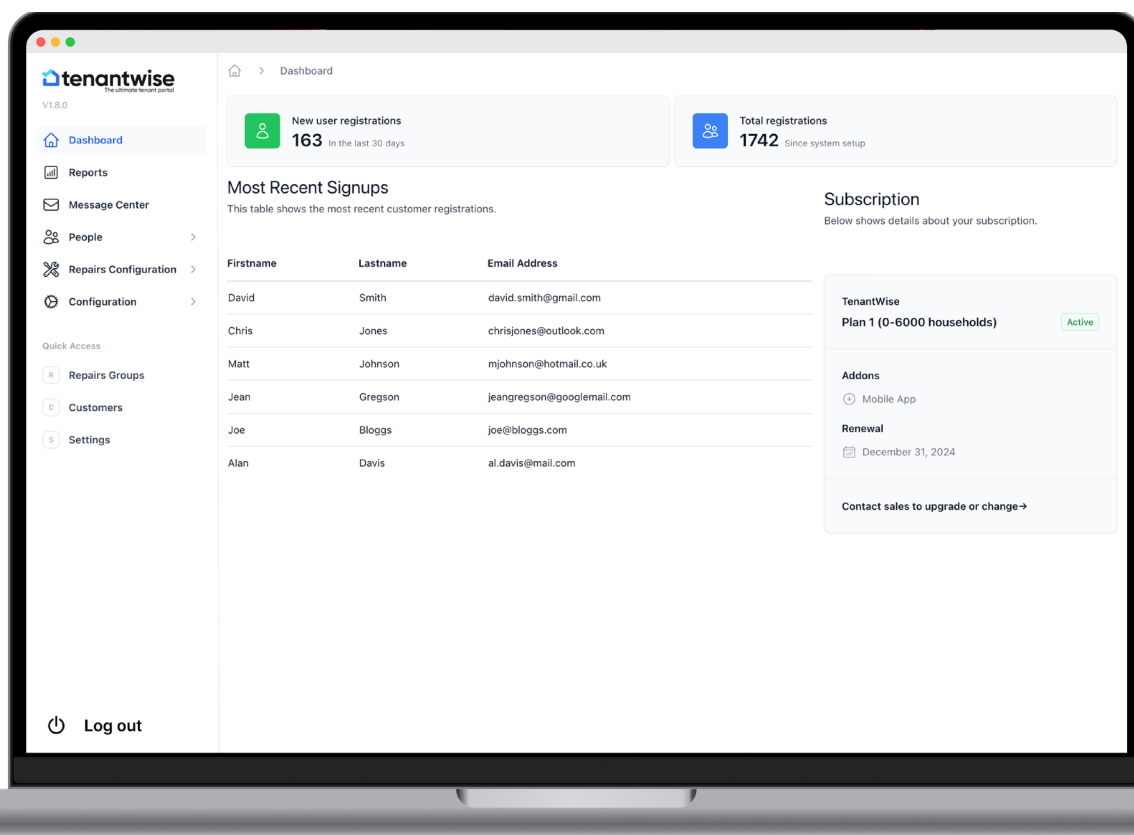 tenantwise
The ultimate tenant portal
V1.8.0
Dashboard
Reports
Message Center
People
Repairs Configuration
Configuration
Quick Access
R Repairs Groups
C Customers
S Settings
Log out
Dashboard
New user registrations
163 In the last 30 days
Total registrations
1742 Since system setup
Most Recent Signups
This table shows the most recent customer registrations.
Firstname Lastname Email Address
David Smith david.smith@gmail.com
Chris Jones chrisjones@outlook.com
Matt Johnson mjohnson@hotmail.co.uk
Jean Gregson jeangregson@googlemail.com
Joe Bloggs joe@bloggs.com
Alan Davis al.davis@mail.com
Subscription
Below shows details about your subscription.
TenantWise
Plan 1 (0-6000 households) Active
Addons
Mobile App
Renewal
December 31, 2024
Contact sales to upgrade or change→